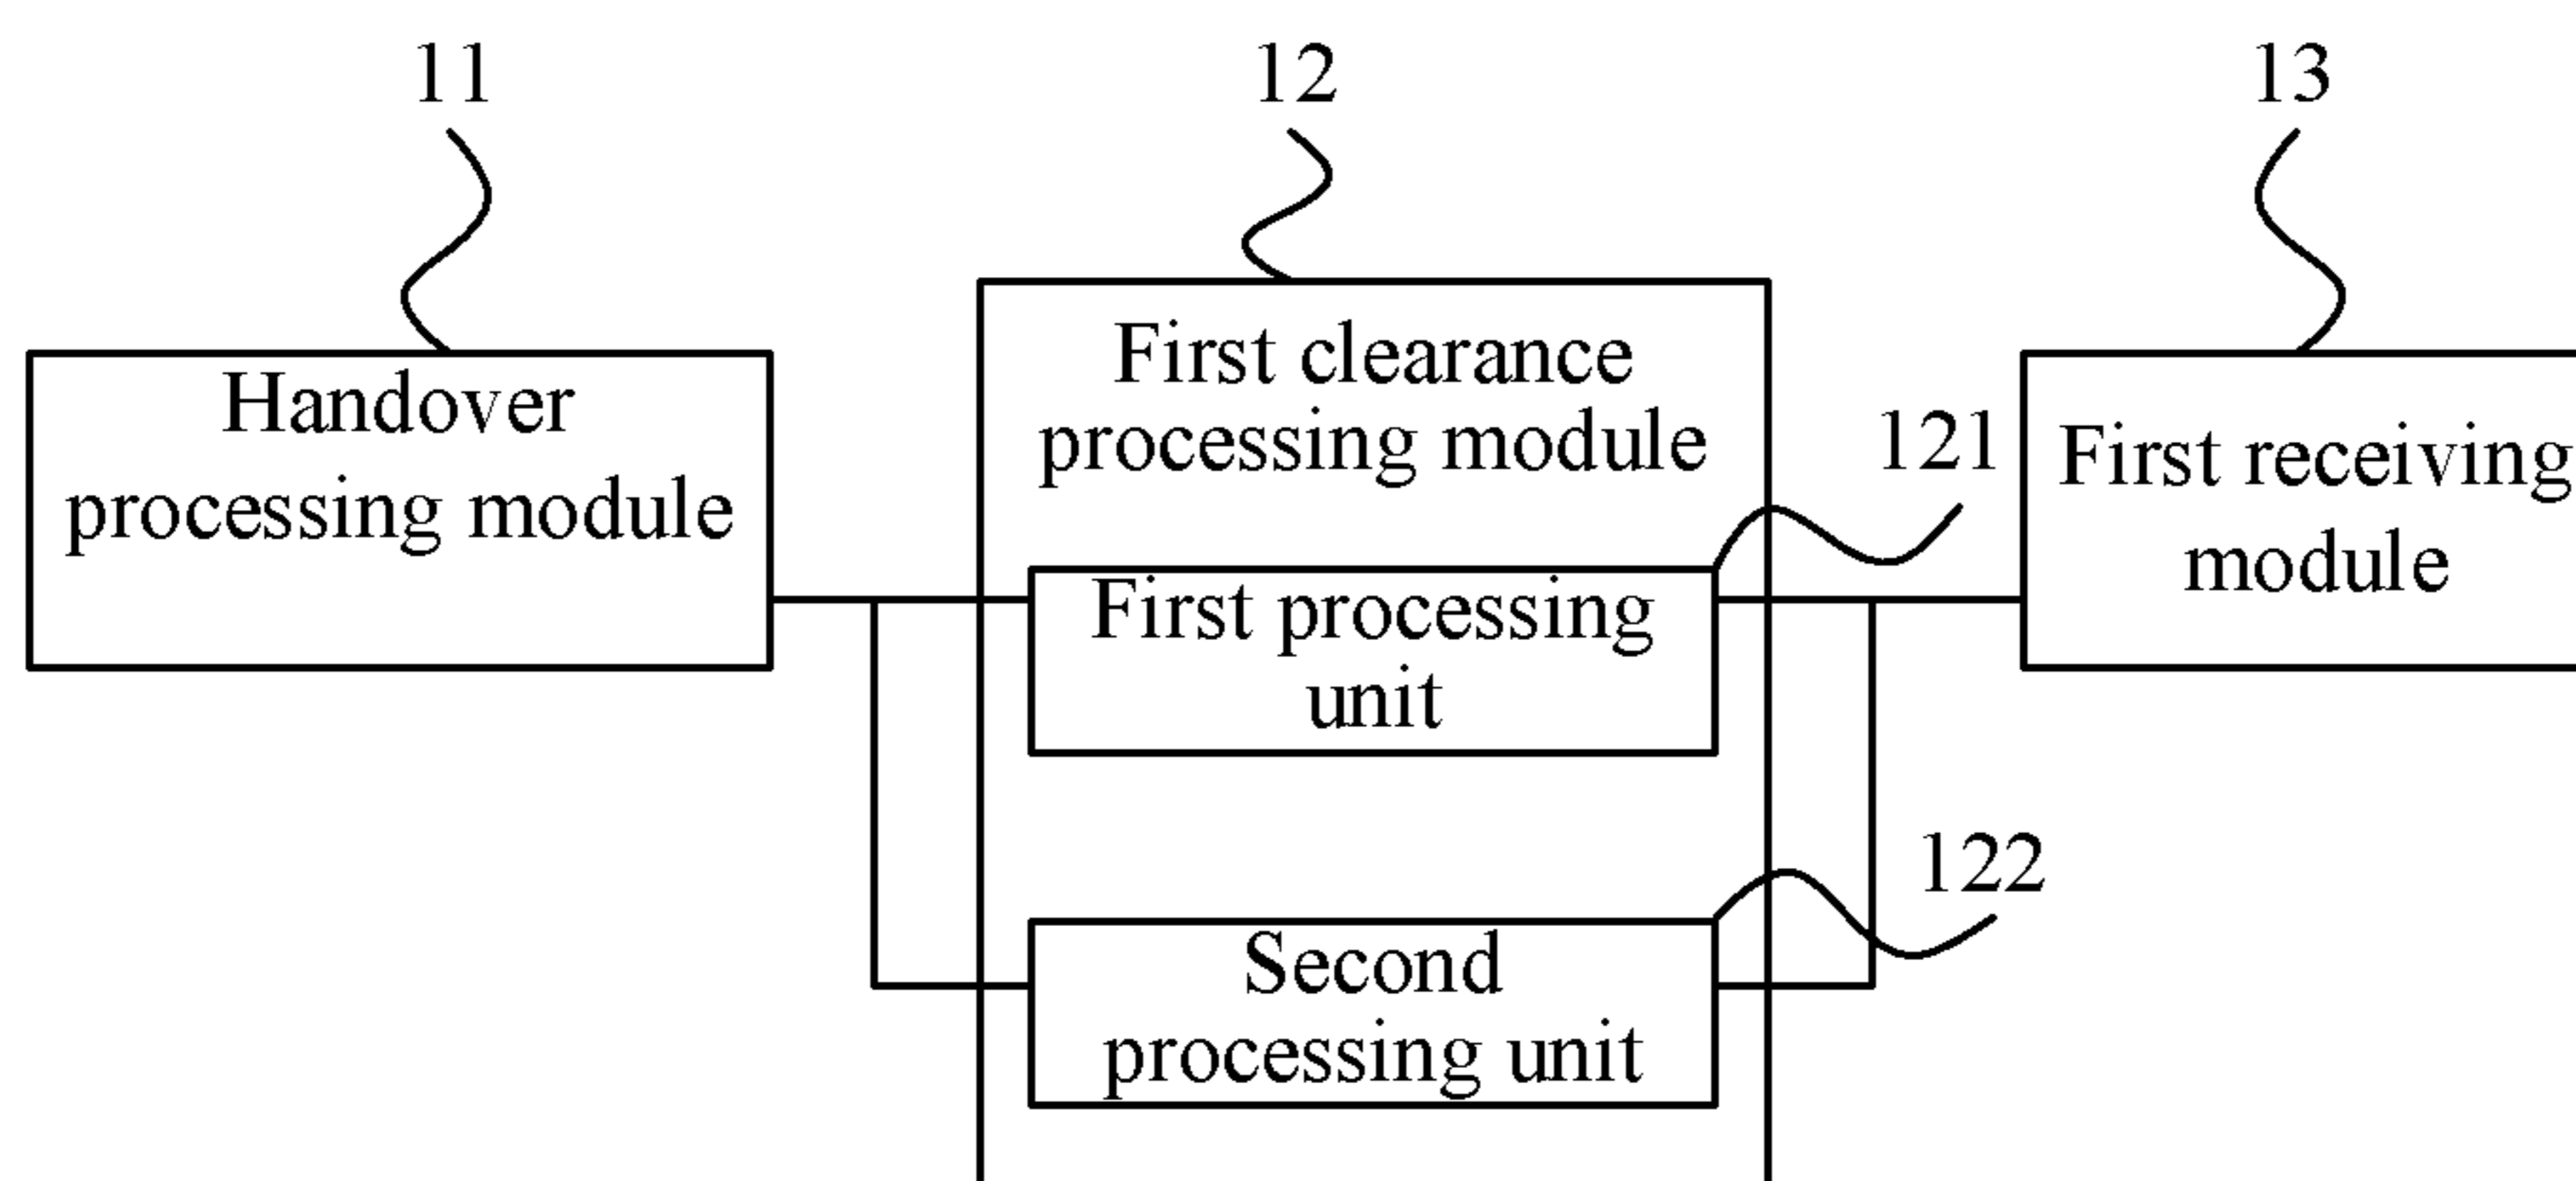 11
12
13
Handover
processing module
First clearance
processing module
121
First receiving
module
First processing
unit
122
Second
processing unit